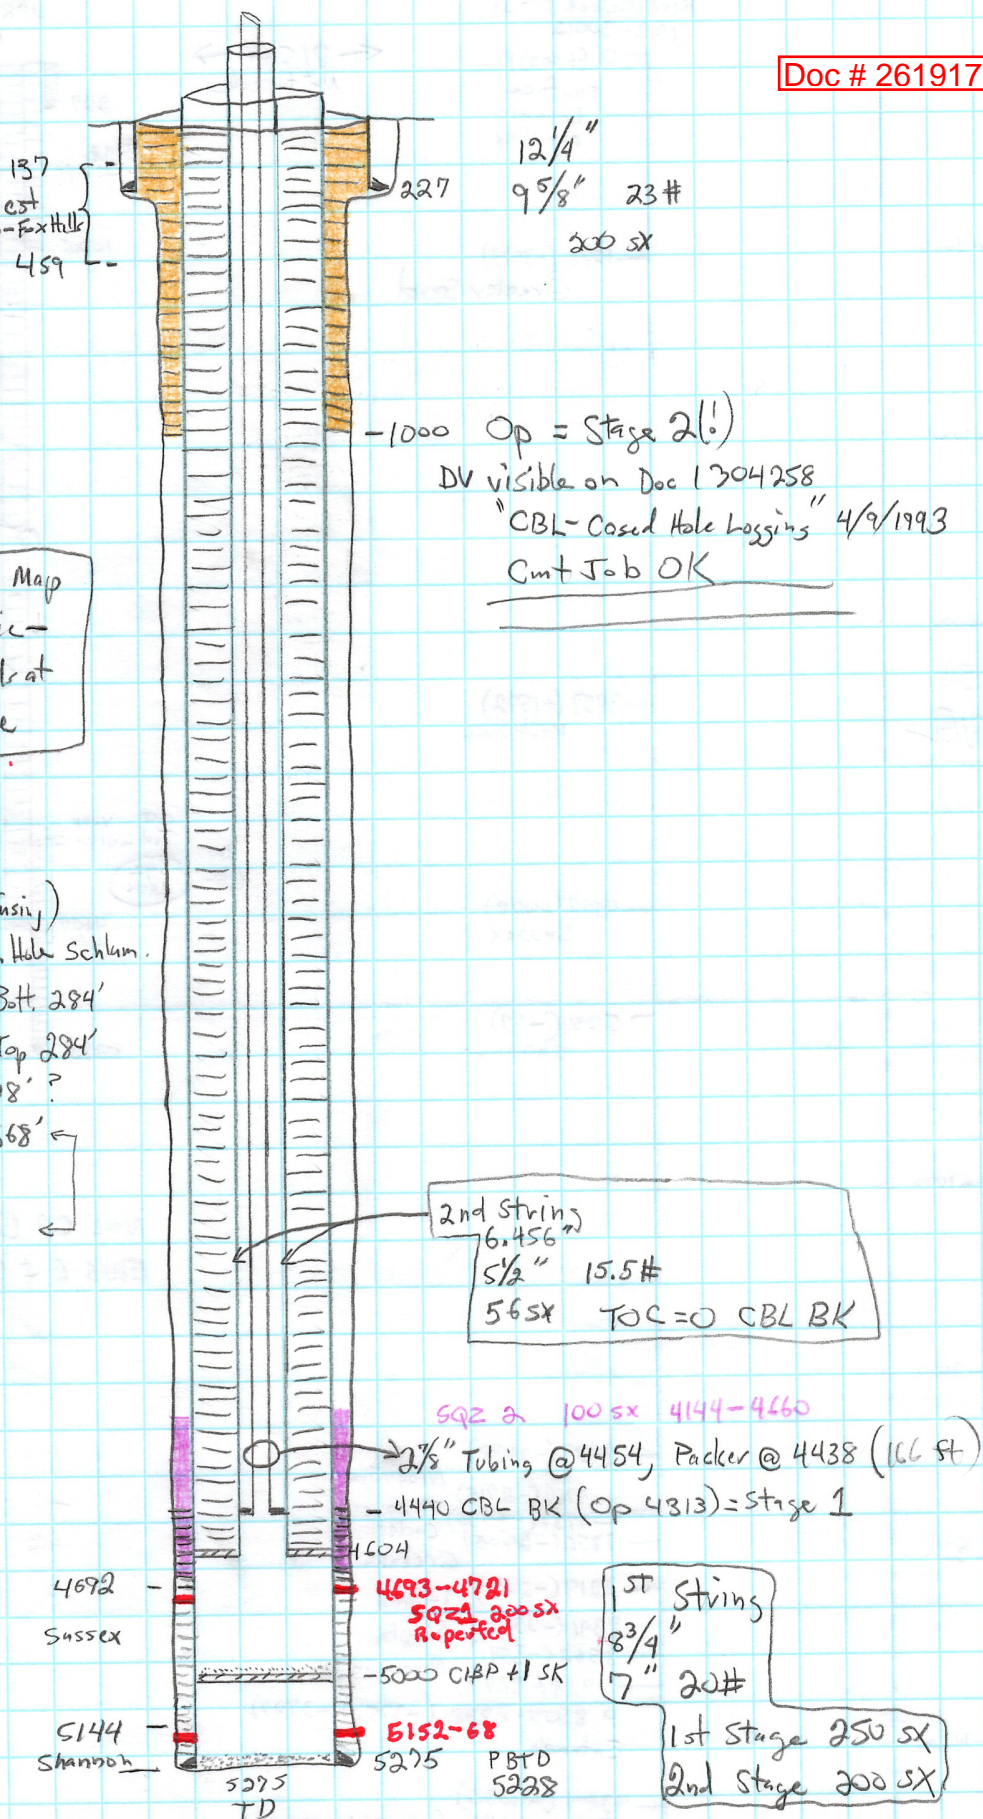 Doc # 261917
12 1/4"
137
227
9 5/8" 23#
est
-Fox Hills
200 sx
459
-1000 Op = Stage 2(!)
DV visible on Doc 1304258
"CBL-Cased Hole Logging" 4/9/1993
Cmt Job OK
Map
ic-
ls at
e
using)
Hole Schlum.
Bott. 284'
Top 284'
98' ?
68'
2nd String
6.456"
5 1/2" 15.5#
56 sx TOC=0 CBL BK
SQZ 2 100 sx 4144-4660
2 7/8" Tubing @ 4454, Packer @ 4438 (166 ft)
-4440 CBL BK (Op 4313) = Stage 1
4604
4692 -
Sussex
4693-4721
SQZ1 200 sx
Reperfed
1ST String
8 3/4"
7" 20#
-5000 CIBP +1 SK
1st Stage 250 sx
2nd Stage 200 sx
5144
Shannon
5152-68
5275 PBTD
5228
5275
TD